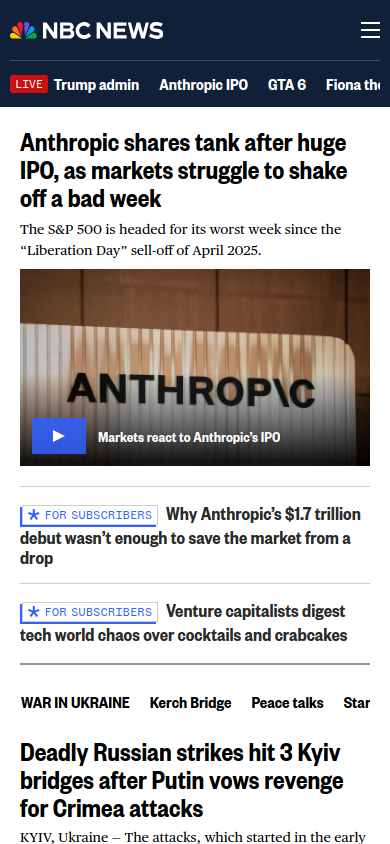 NBC NEWS
LIVE Trump admin Anthropic IPO GTA 6 Fiona the
Anthropic shares tank after huge
IPO, as markets struggle to shake
off a bad week
The S&P 500 is headed for its worst week since the
“Liberation Day” sell-off of April 2025.
ANTHROP\C
Markets react to Anthropic’s IPO
FOR SUBSCRIBERS Why Anthropic’s $1.7 trillion
debut wasn’t enough to save the market from a
drop
FOR SUBSCRIBERS Venture capitalists digest
tech world chaos over cocktails and crabcakes
WAR IN UKRAINE Kerch Bridge Peace talks Star
Deadly Russian strikes hit 3 Kyiv
bridges after Putin vows revenge
for Crimea attacks
KYIV, Ukraine — The attacks, which started in the early